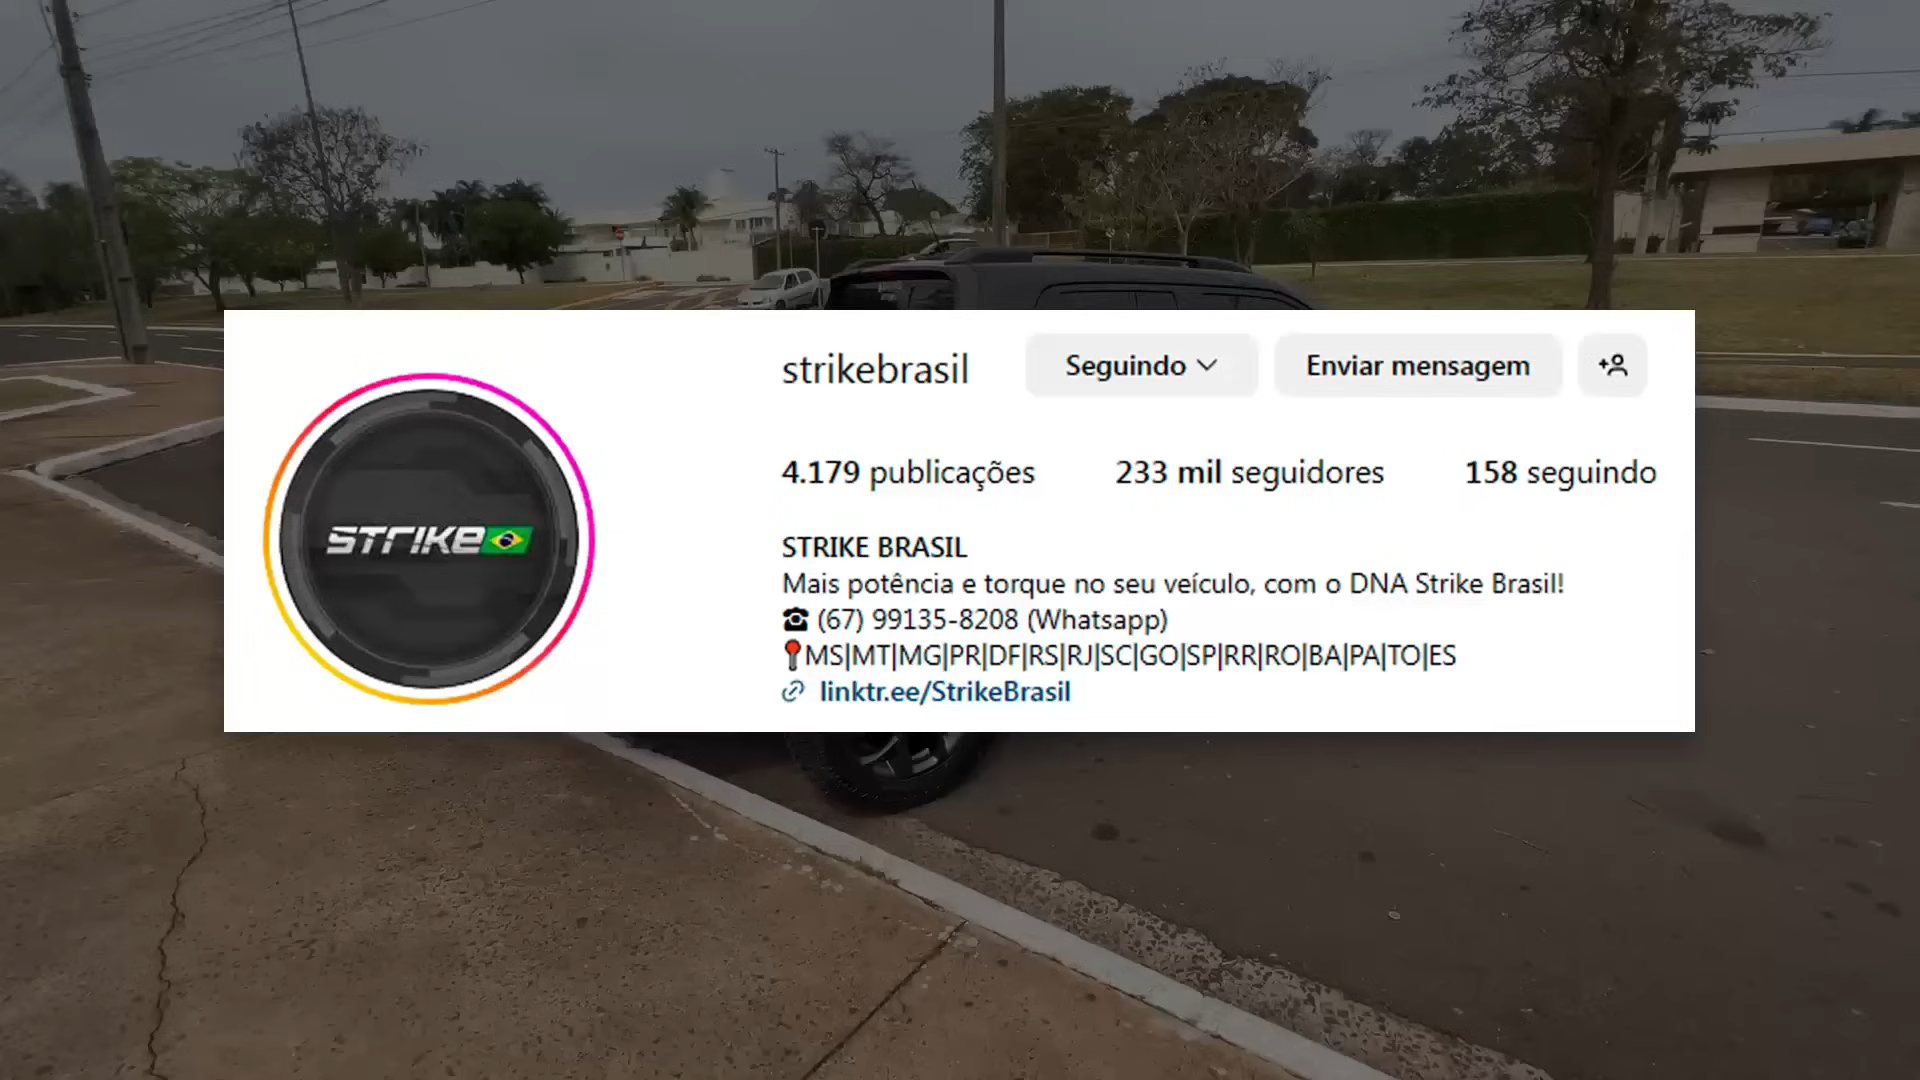 strikebrasil
Seguindo
Enviar mensagem
4.179 publicações
233 mil seguidores
158 seguindo
STRIKE
STRIKE BRASIL
Mais potência e torque no seu veículo, com o DNA Strike Brasil!
(67) 99135-8208 (Whatsapp)
MS|MT|MG|PR|DF|RS|RJ|SC|GO|SP|RR|RO|BA|PA|TO|ES
linktr.ee/StrikeBrasil